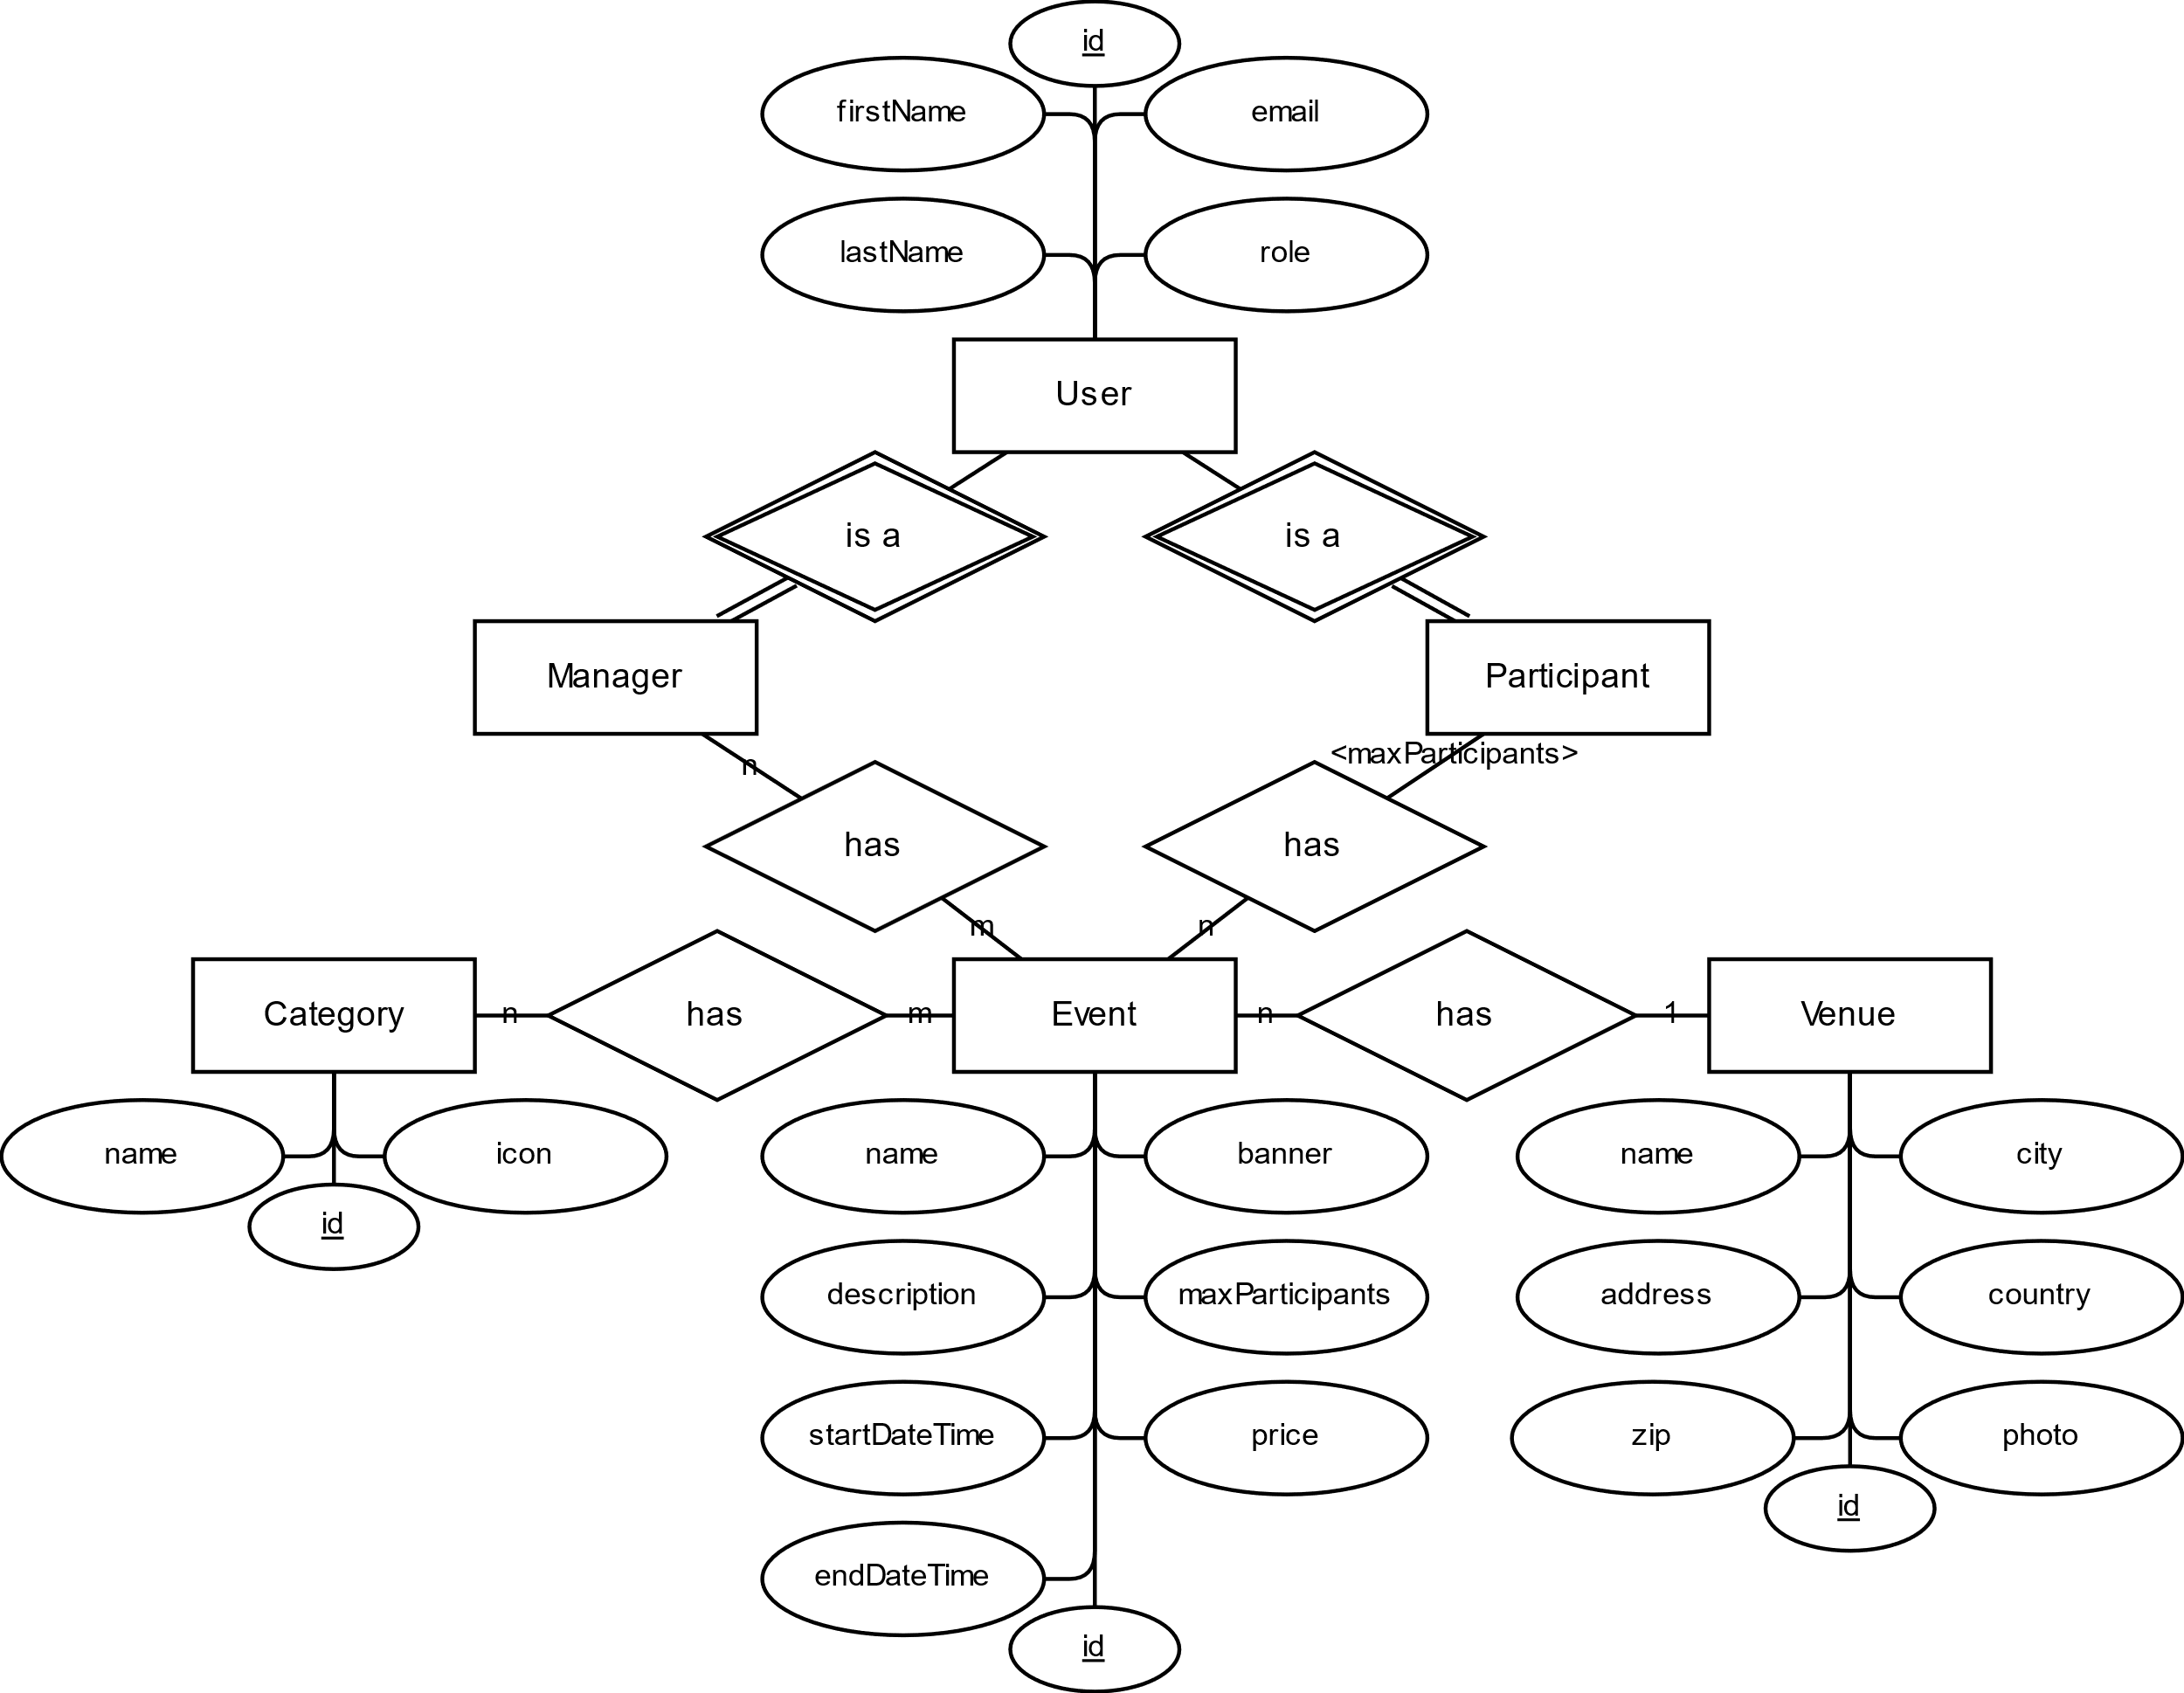 id
firstName
email
lastName
role
User
is a
is a
Manager
Participant
n
<maxParticipants>
has
has
m
n
Category
n
has
m
Event
n
has
1
Venue
name
icon
name
banner
name
city
id
description
maxParticipants
address
country
startDateTime
price
zip
photo
id
endDateTime
id